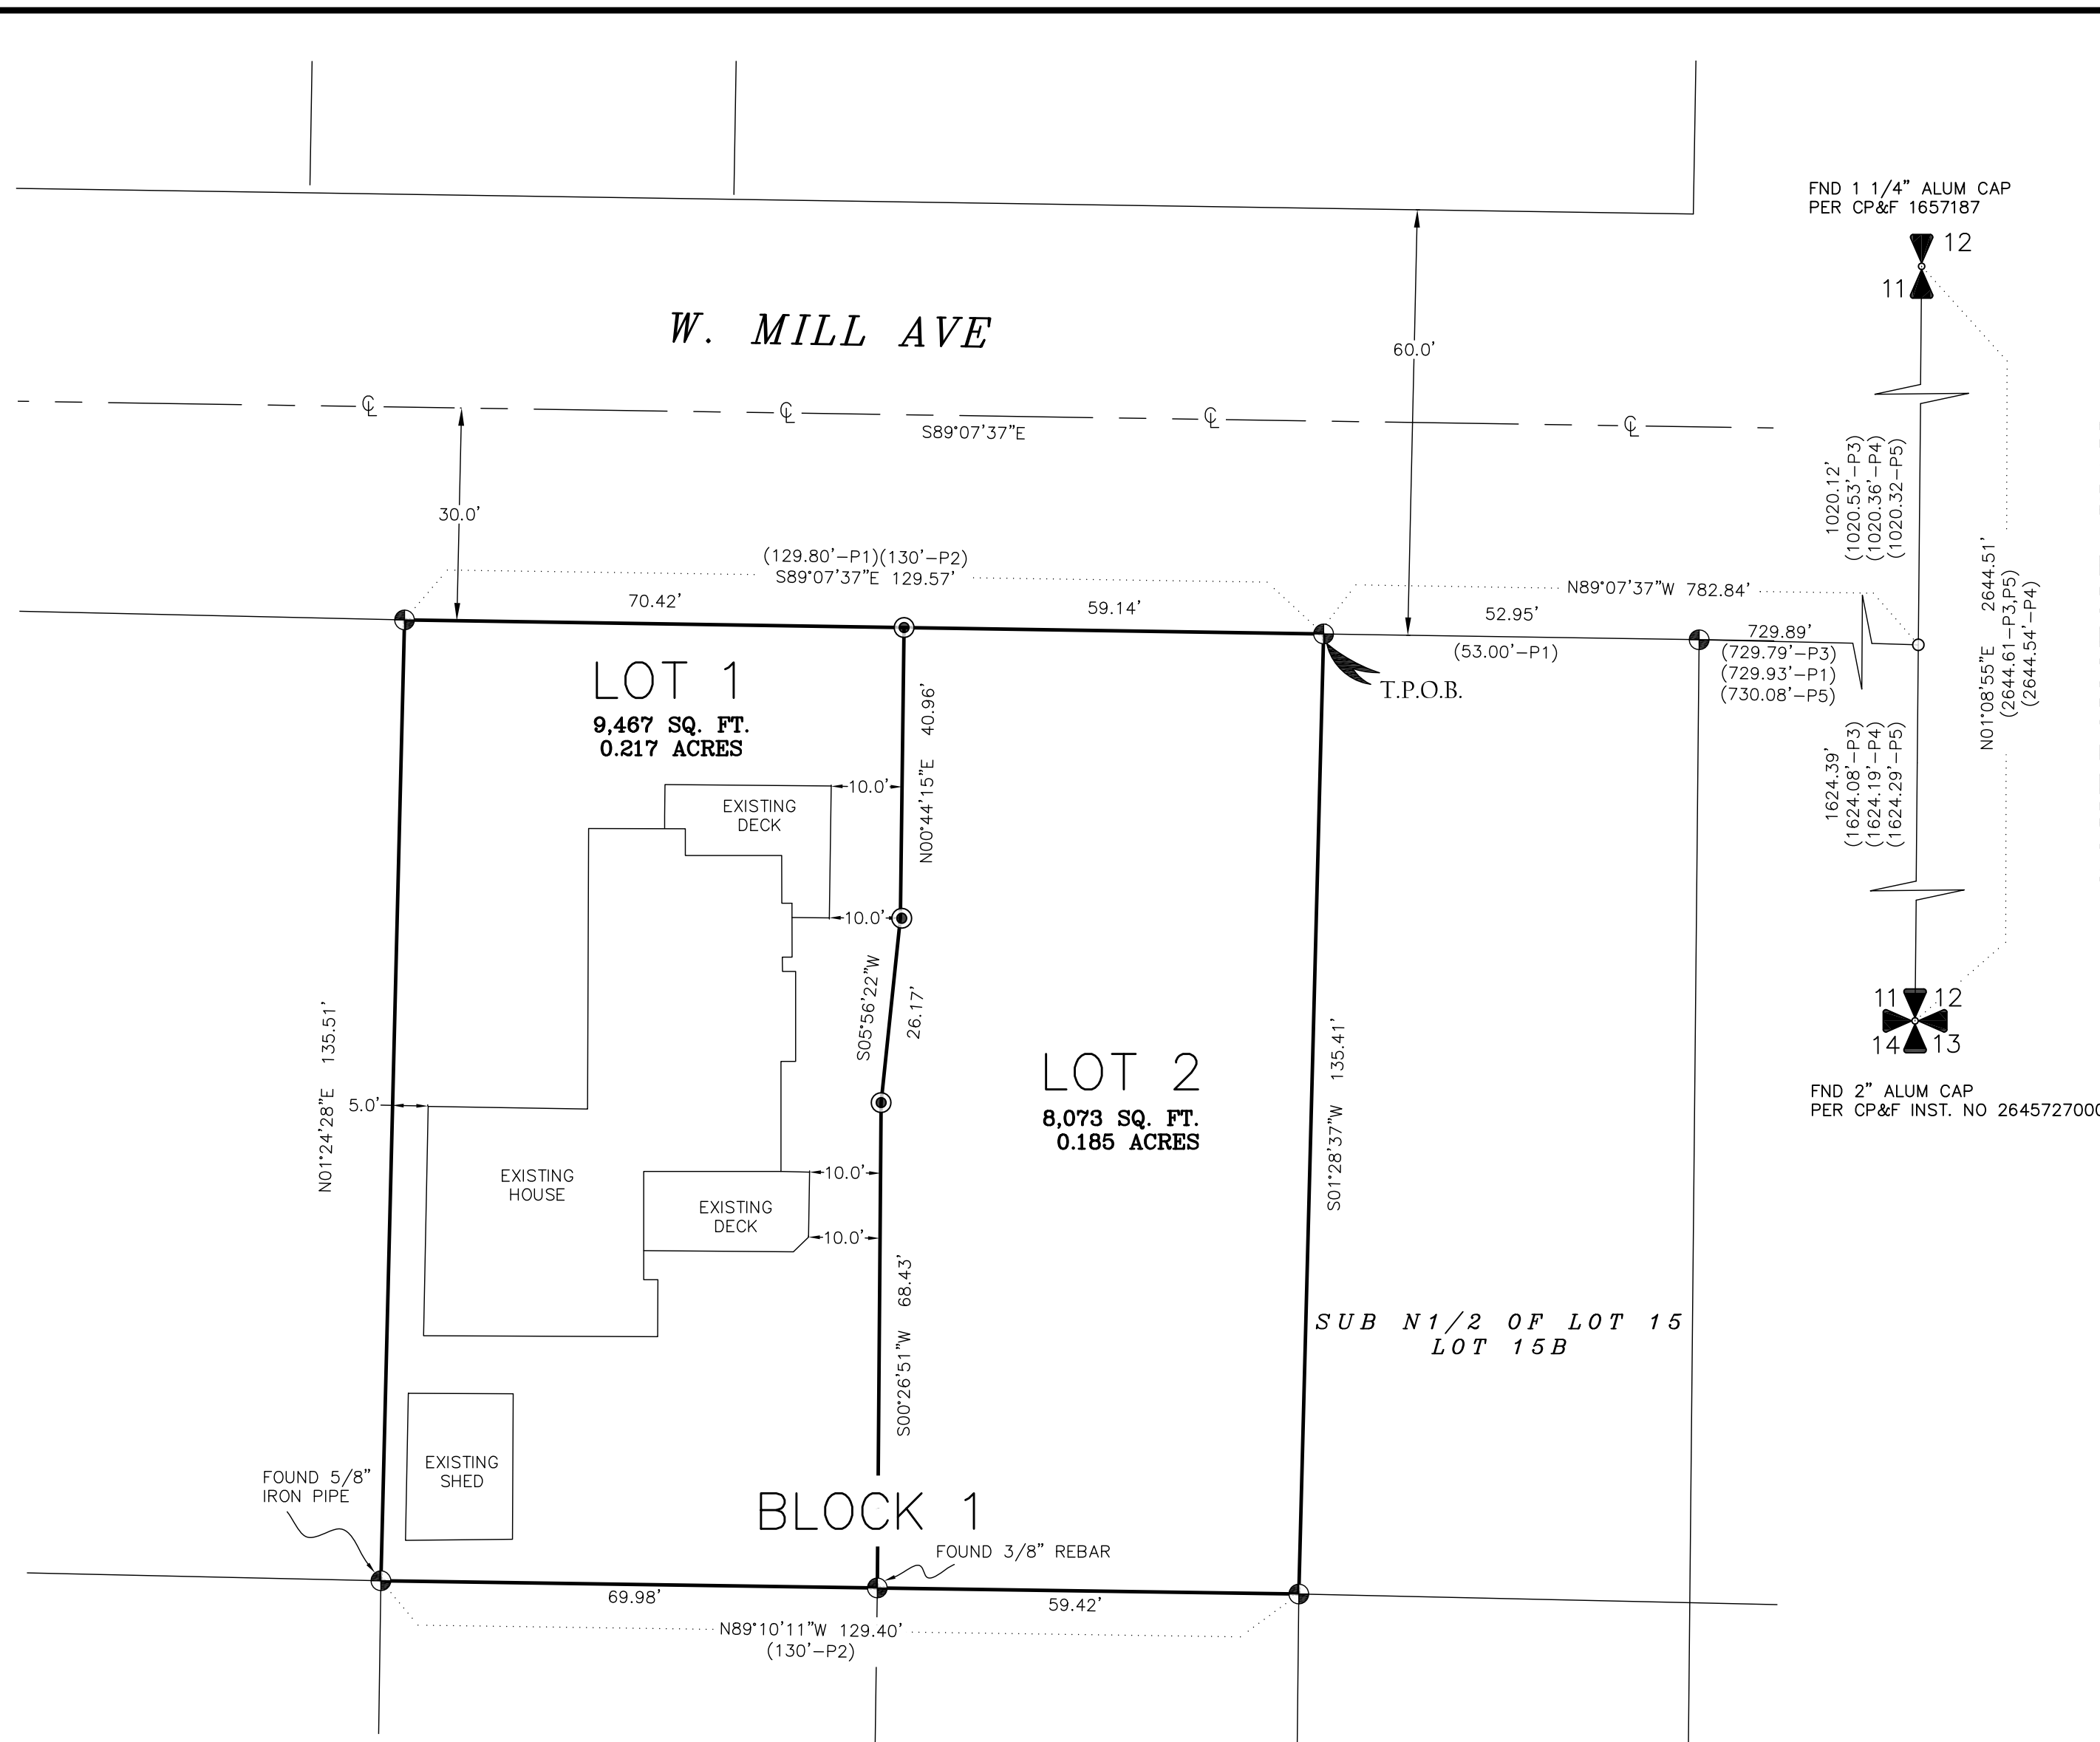 FND 1 1/4" ALUM CAP
PER CP&F 1657187
12
11
W. MILL AVE
60.0'
℄ ℄ ℄ ℄
S89°07'37"E
30.0'
(129.80'-P1)(130'-P2)
S89°07'37"E 129.57'
70.42'
59.14'
N89°07'37"W 782.84'
52.95'
(53.00'-P1)
729.89'
(729.79'-P3)
(729.93'-P1)
(730.08'-P5)
1020.12'
(1020.53'-P3)
(1020.36'-P4)
(1020.32-P5)
N01°08'55"E 2644.51'
(2644.61-P3,P5)
(2644.54'-P4)
1624.39'
(1624.08'-P3)
(1624.19'-P4)
(1624.29'-P5)
T.P.O.B.
LOT 1
9,467 SQ. FT.
0.217 ACRES
N00°44'15"E 40.96'
EXISTING
DECK
10.0'
10.0'
S05°56'22"W
26.17'
N01°24'28"E 135.51'
5.0'
LOT 2
8,073 SQ. FT.
0.185 ACRES
S01°28'37"W 135.41'
11 12
14 13
FND 2" ALUM CAP
PER CP&F INST. NO 2645727000
EXISTING
HOUSE
EXISTING
DECK
10.0'
10.0'
S00°26'51"W 68.43'
SUB N1/2 OF LOT 15
LOT 15B
EXISTING
SHED
FOUND 5/8"
IRON PIPE
BLOCK 1
FOUND 3/8" REBAR
69.98'
59.42'
N89°10'11"W 129.40'
(130'-P2)